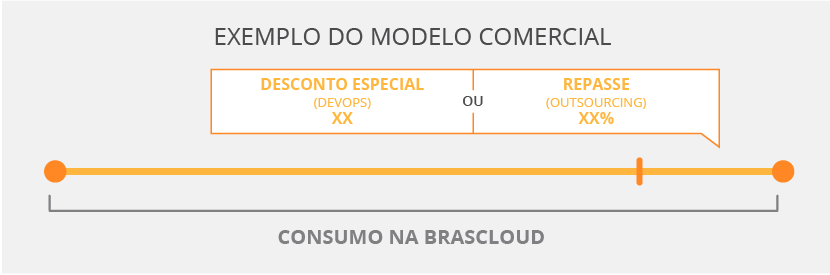 EXEMPLO DO MODELO COMERCIAL
DESCONTO ESPECIAL
(DEVOPS)
XX
OU
REPASSE
(OUTSOURCING)
XX%
CONSUMO NA BRASCLOUD